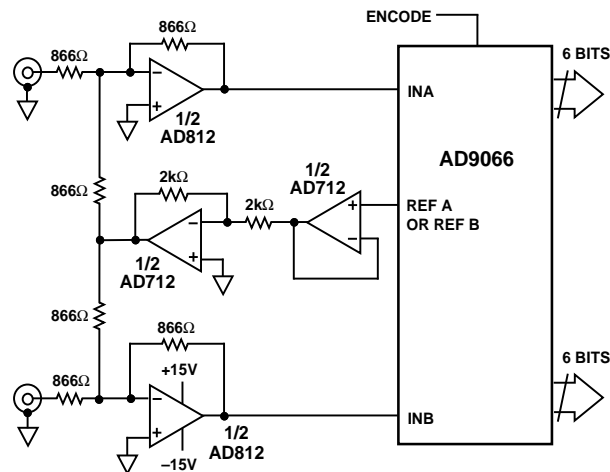 ENCODE
866Ω
866Ω
6 BITS
–
+
INA
1/2
AD812
AD9066
866Ω
2kΩ
2kΩ
1/2
AD712
–
+
+
–
REF A
OR REF B
1/2
AD712
866Ω
866Ω
866Ω
+15V
–
+
–15V
1/2
AD812
INB
6 BITS